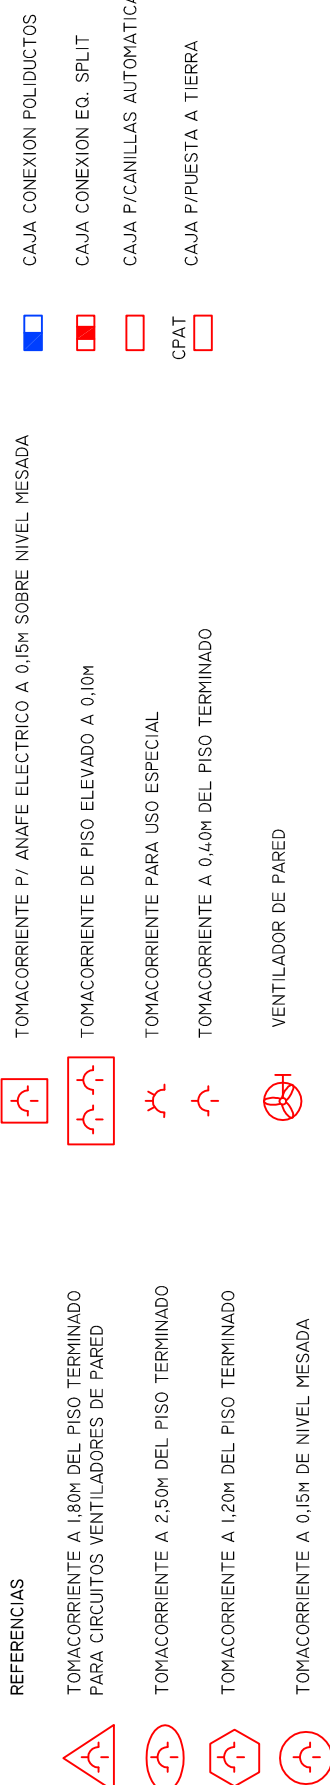 REFERENCIAS
TOMACORRIENTE A 1,80M DEL PISO TERMINADO
PARA CIRCUITOS VENTILADORES DE PARED
TOMACORRIENTE A 2,50M DEL PISO TERMINADO
TOMACORRIENTE A 1,20M DEL PISO TERMINADO
TOMACORRIENTE A 0,15M DE NIVEL MESADA
TOMACORRIENTE P/ ANAFE ELECTRICO A 0,15M SOBRE NIVEL MESADA
TOMACORRIENTE DE PISO ELEVADO A 0,10M
TOMACORRIENTE PARA USO ESPECIAL
TOMACORRIENTE A 0,40M DEL PISO TERMINADO
VENTILADOR DE PARED
CAJA CONEXION POLIDUCTOS
CAJA CONEXION EQ. SPLIT
CAJA P/CANILLAS AUTOMATICA
CPAT
CAJA P/PUESTA A TIERRA